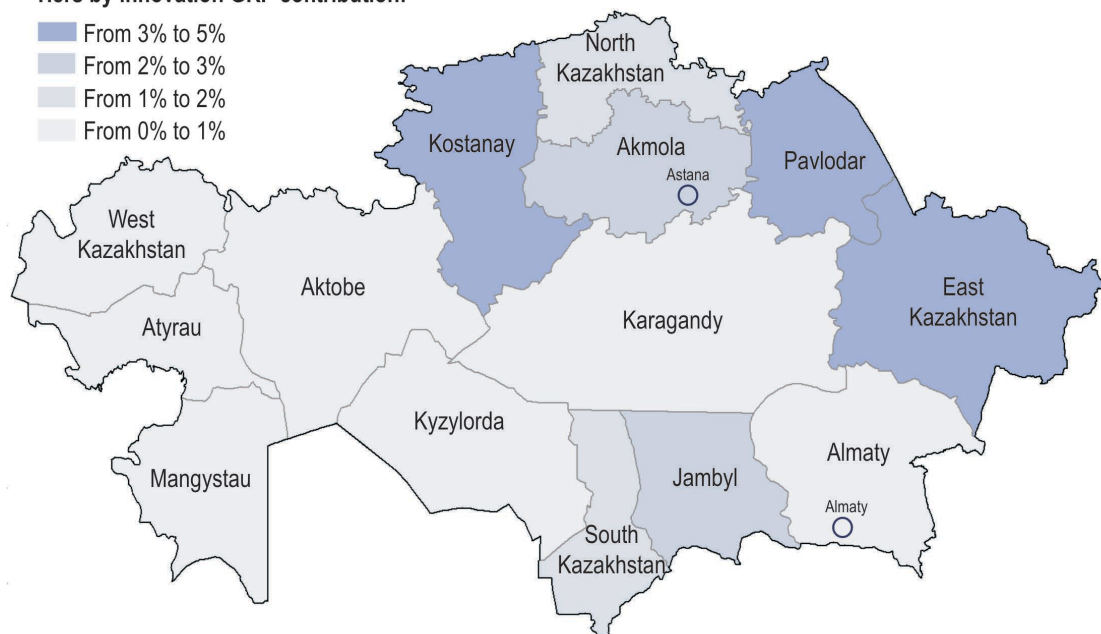 From 3% to 5%
From 2% to 3%
From 1% to 2%
From 0% to 1%
North
Kazakhstan
Kostanay
Akmola
Astana
Pavlodar
West
Kazakhstan
Aktobe
East
Kazakhstan
Atyrau
Karagandy
Kyzylorda
Almaty
Mangystau
Jambyl
Almaty
South
Kazakhstan